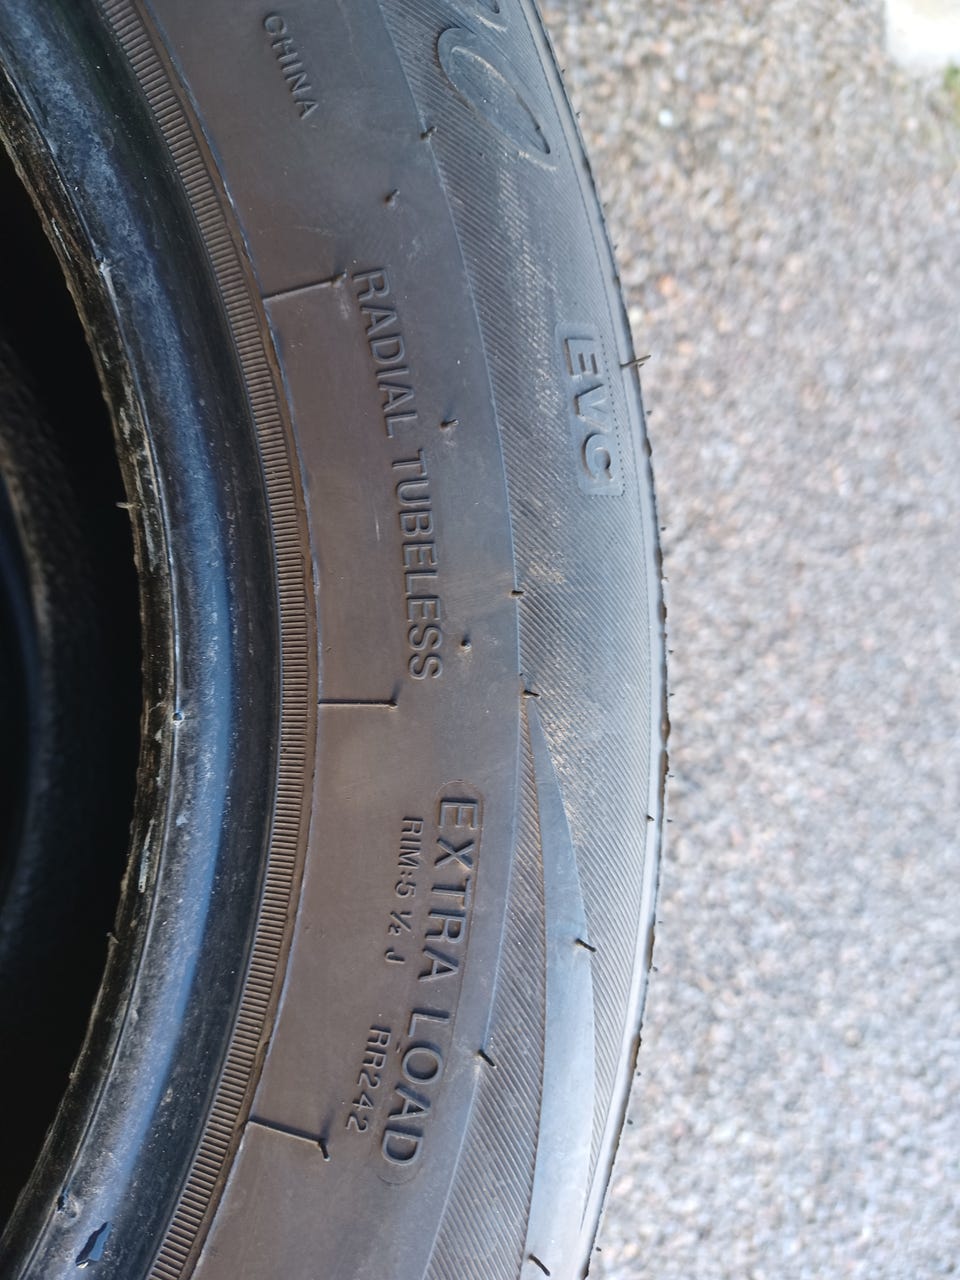 CHINA
RADIAL TUBELESS
EVC
EXTRA LOAD
RIM:5 ½ J
RR242